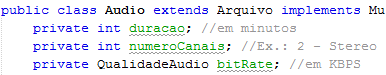 public class Audio extends Arquivo implements Mu
private int duracao; //em minutos
private int numeroCanais; //Ex.: 2 - Stereo
private QualidadeAudio bitRate; //em KBPS